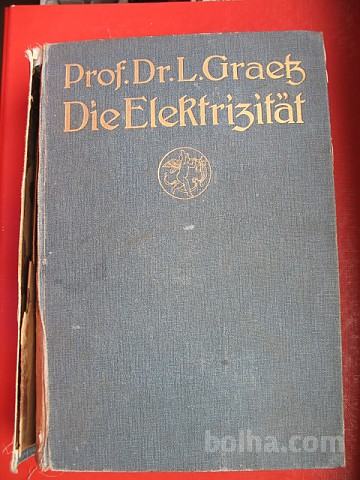 Prof. Dr. L. Graetz
Die Elektrizität
bolha.com